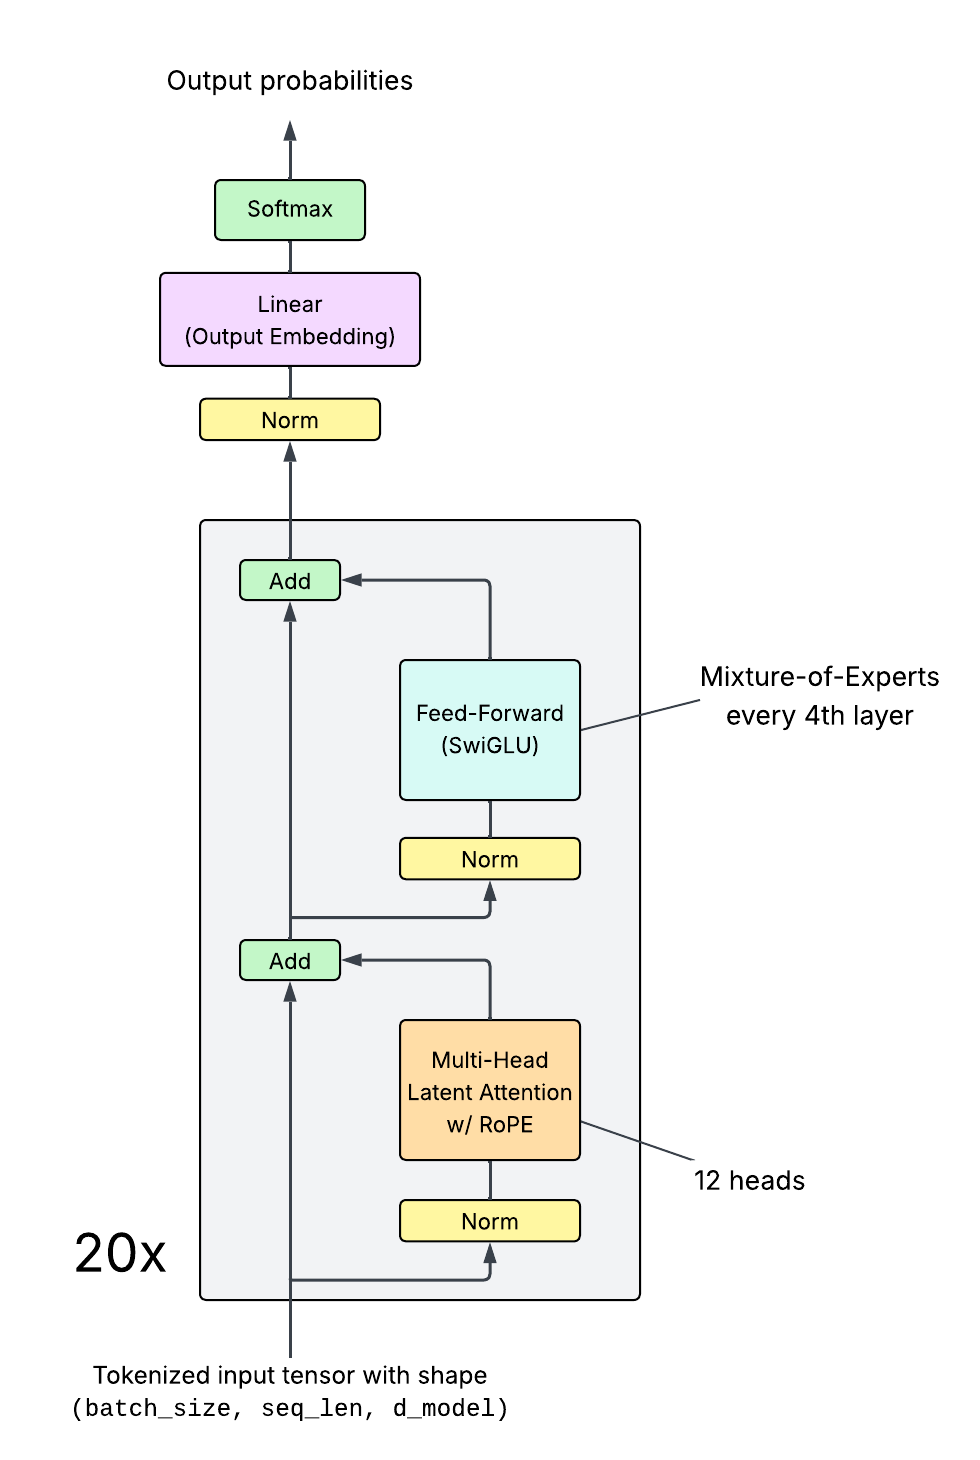 Output probabilities
Softmax
Linear
(Output Embedding)
Norm
Add
Feed-Forward
(SwiGLU)
Mixture-of-Experts
every 4th layer
Norm
Add
Multi-Head
Latent Attention
w/ RoPE
12 heads
Norm
20x
Tokenized input tensor with shape
(batch_size, seq_len, d_model)